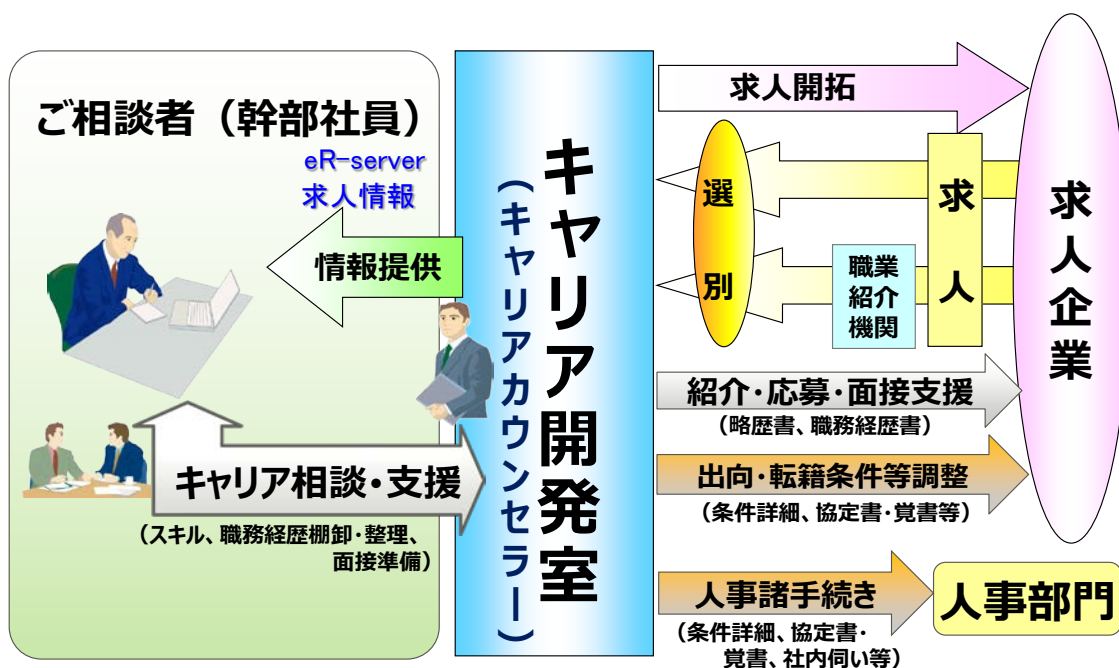 ご相談者（幹部社員）
eR-server
求人情報
情報提供
キャリア相談・支援
（スキル、職務経歴棚卸・整理、
面接準備）
キャリア開発室
（キャリアカウンセラー）
求人開拓
選別
求人
職業
紹介
機関
求人企業
紹介・応募・面接支援
（略歴書、職務経歴書）
出向・転籍条件等調整
（条件詳細、協定書・覚書等）
人事諸手続き
（条件詳細、協定書・
覚書、社内伺い等）
人事部門